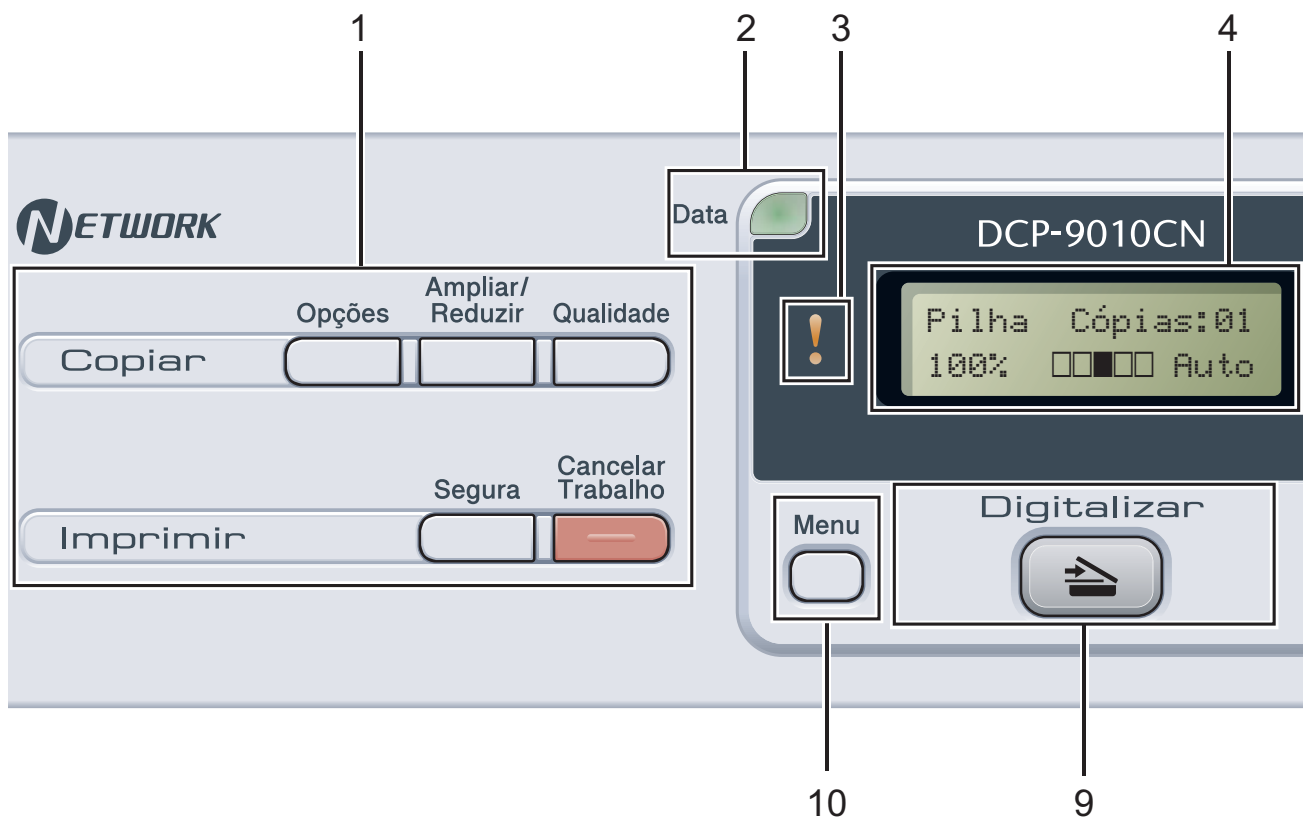 1
2
3
4
NETWORK
Data
DCP-9010CN
Opções
Ampliar/
Reduzir
Qualidade
Copiar
Pilha Cópias:01
100% Auto
Segura
Cancelar
Trabalho
Imprimir
Menu
Digitalizar
10
9